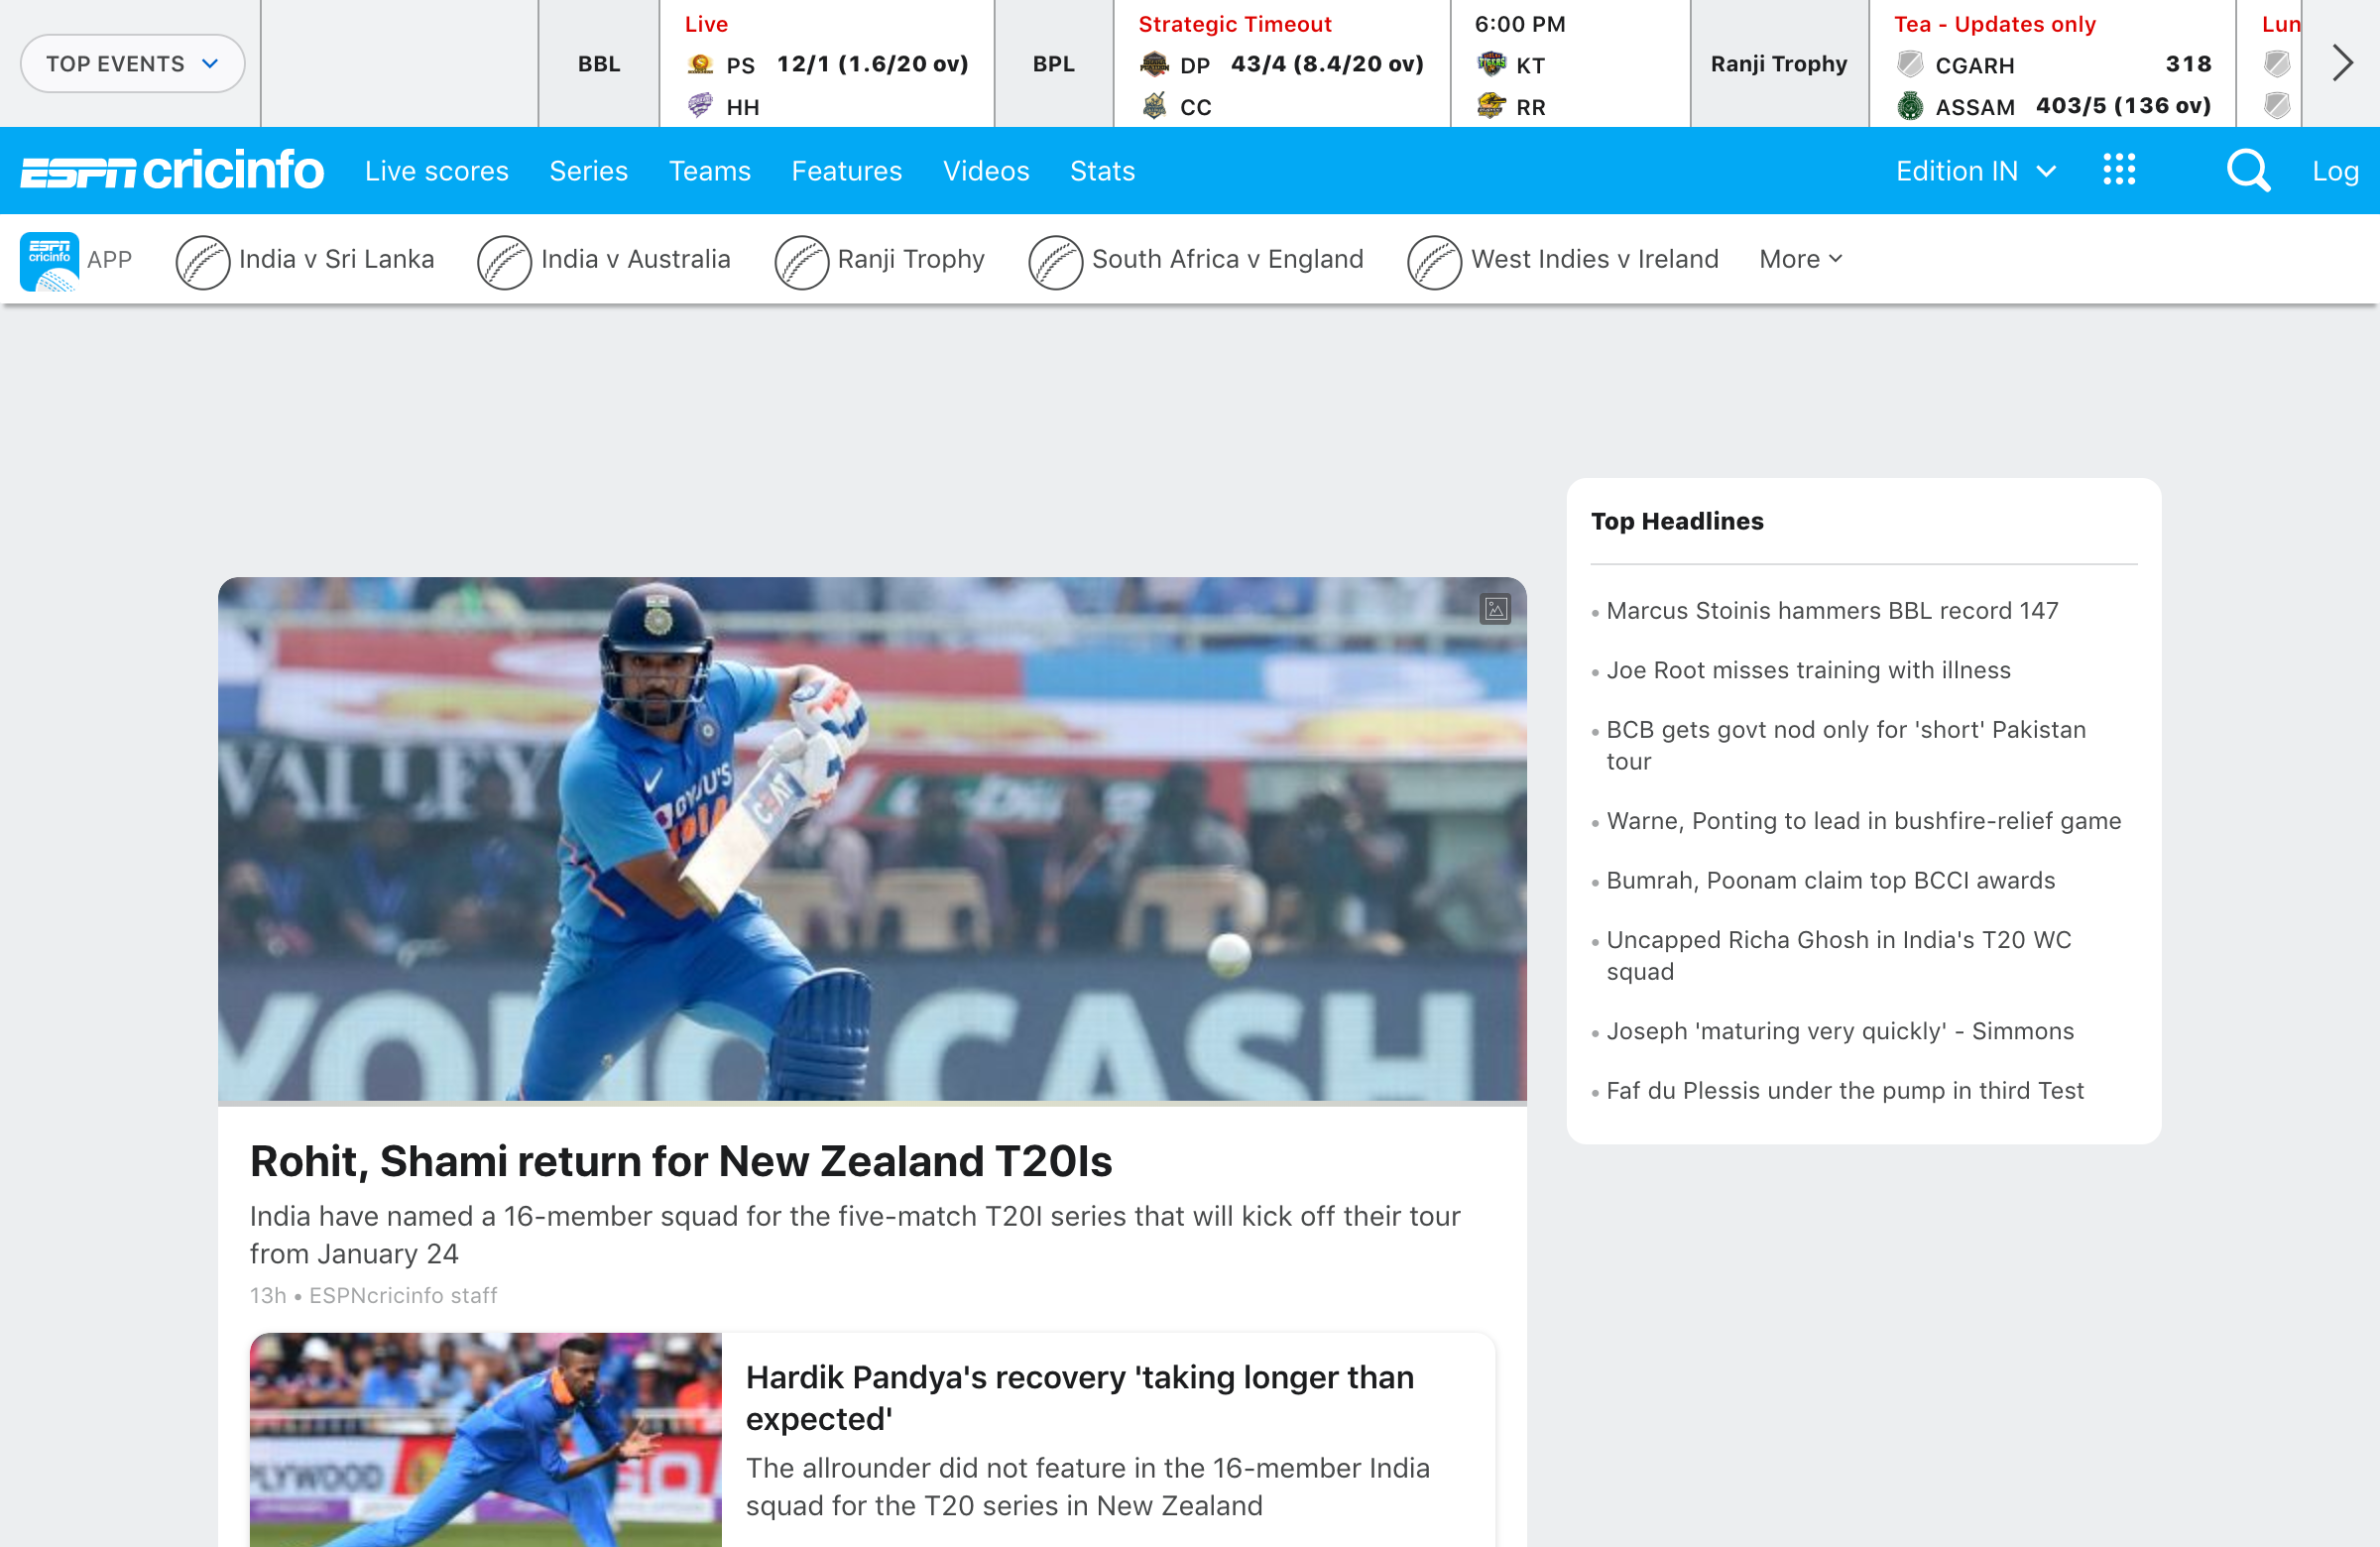 TOP EVENTS
BBL
Live
PS 12/1 (1.6/20 ov)
HH
BPL
Strategic Timeout
DP 43/4 (8.4/20 ov)
CC
6:00 PM
KT
RR
Ranji Trophy
Tea - Updates only
CGARH 318
ASSAM 403/5 (136 ov)
Lun
ESPN cricinfo
Live scores
Series
Teams
Features
Videos
Stats
Edition IN
Log
ESPN
cricinfo
APP
India v Sri Lanka
India v Australia
Ranji Trophy
South Africa v England
West Indies v Ireland
More
VALLEY
BYJU'S
CEAT
CASH
Rohit, Shami return for New Zealand T20Is
India have named a 16-member squad for the five-match T20I series that will kick off their tour
from January 24
13h • ESPNcricinfo staff
PLYWOOD
Hardik Pandya's recovery 'taking longer than
expected'
The allrounder did not feature in the 16-member India
squad for the T20 series in New Zealand
Top Headlines
• Marcus Stoinis hammers BBL record 147
• Joe Root misses training with illness
• BCB gets govt nod only for 'short' Pakistan
tour
• Warne, Ponting to lead in bushfire-relief game
• Bumrah, Poonam claim top BCCI awards
• Uncapped Richa Ghosh in India's T20 WC
squad
• Joseph 'maturing very quickly' - Simmons
• Faf du Plessis under the pump in third Test